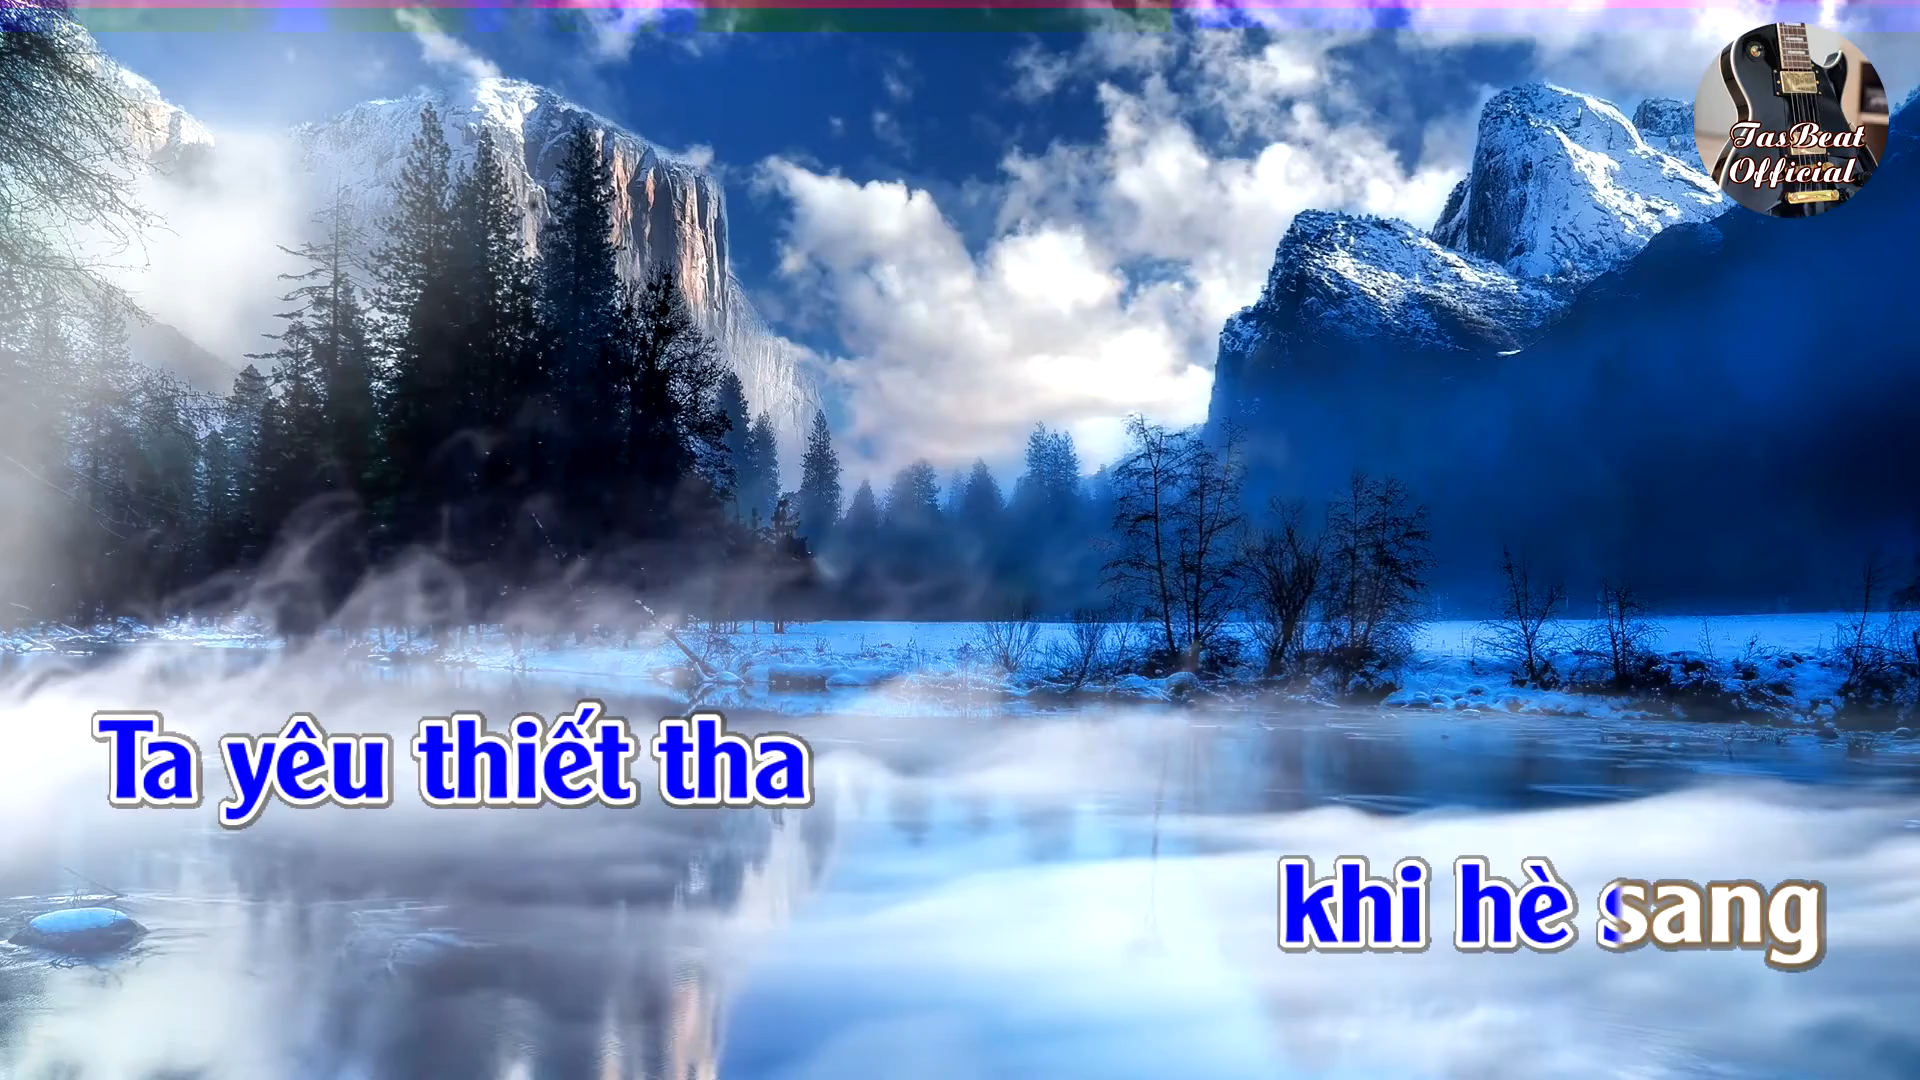 TasBeat
Official
Ta yêu thiết tha
khi hè sang